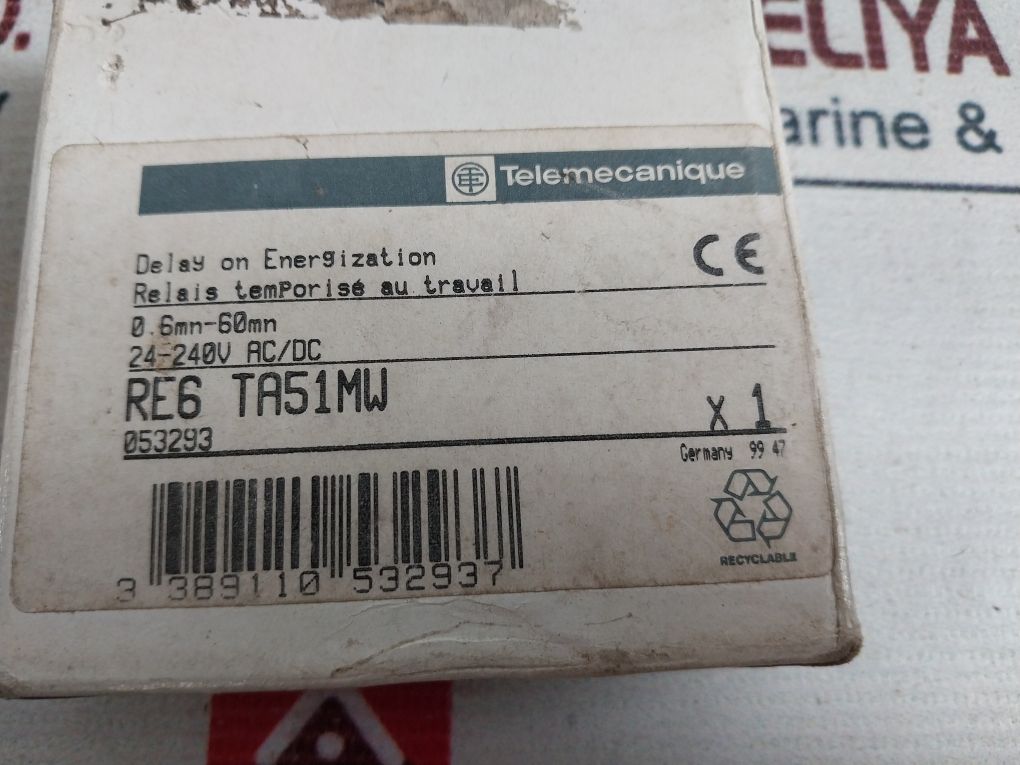 D.
ELIYA
arine &
Telemecanique
CE
Delay on Energization
Relais temporisé au travail
0.6mn-60mn
24-240V AC/DC
RE6 TA51MW
x 1
053293
Germany 99 47
RECYCLABLE
3 389110 532937